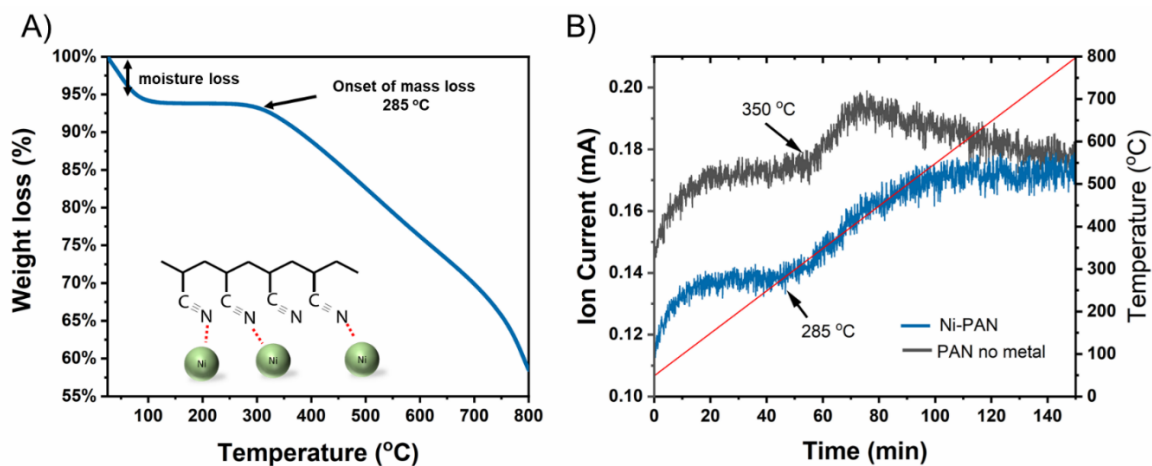 A)
100%
95%
90%
85%
80%
75%
70%
65%
60%
55%
Weight loss (%)
moisture loss
Onset of mass loss
285 °C
C≡N C≡N C≡N C≡N
Ni Ni Ni
100 200 300 400 500 600 700 800
Temperature (°C)
B)
0.20
0.18
0.16
0.14
0.12
0.10
Ion Current (mA)
350 °C
285 °C
Ni-PAN
PAN no metal
800
700
600
500
400
300
200
100
0
Temperature (°C)
0 20 40 60 80 100 120 140
Time (min)